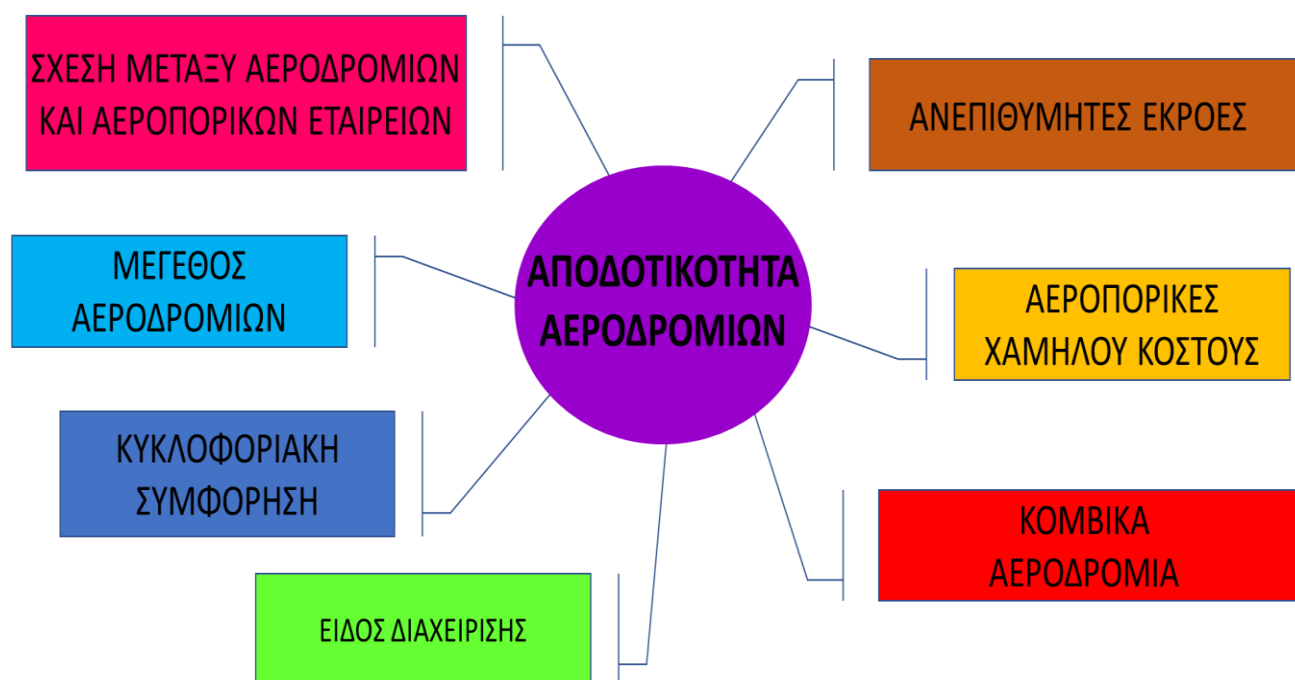 ΣΧΕΣΗ ΜΕΤΑΞΥ ΑΕΡΟΔΡΟΜΙΩΝ
ΚΑΙ ΑΕΡΟΠΟΡΙΚΩΝ ΕΤΑΙΡΕΙΩΝ
ΑΝΕΠΙΘΥΜΗΤΕΣ ΕΚΡΟΕΣ
ΜΕΓΕΘΟΣ
ΑΕΡΟΔΡΟΜΙΩΝ
ΑΠΟΔΟΤΙΚΟΤΗΤΑ
ΑΕΡΟΔΡΟΜΙΩΝ
ΑΕΡΟΠΟΡΙΚΕΣ
ΧΑΜΗΛΟΥ ΚΟΣΤΟΥΣ
ΚΥΚΛΟΦΟΡΙΑΚΗ
ΣΥΜΦΟΡΗΣΗ
ΚΟΜΒΙΚΑ
ΑΕΡΟΔΡΟΜΙΑ
ΕΙΔΟΣ ΔΙΑΧΕΙΡΙΣΗΣ